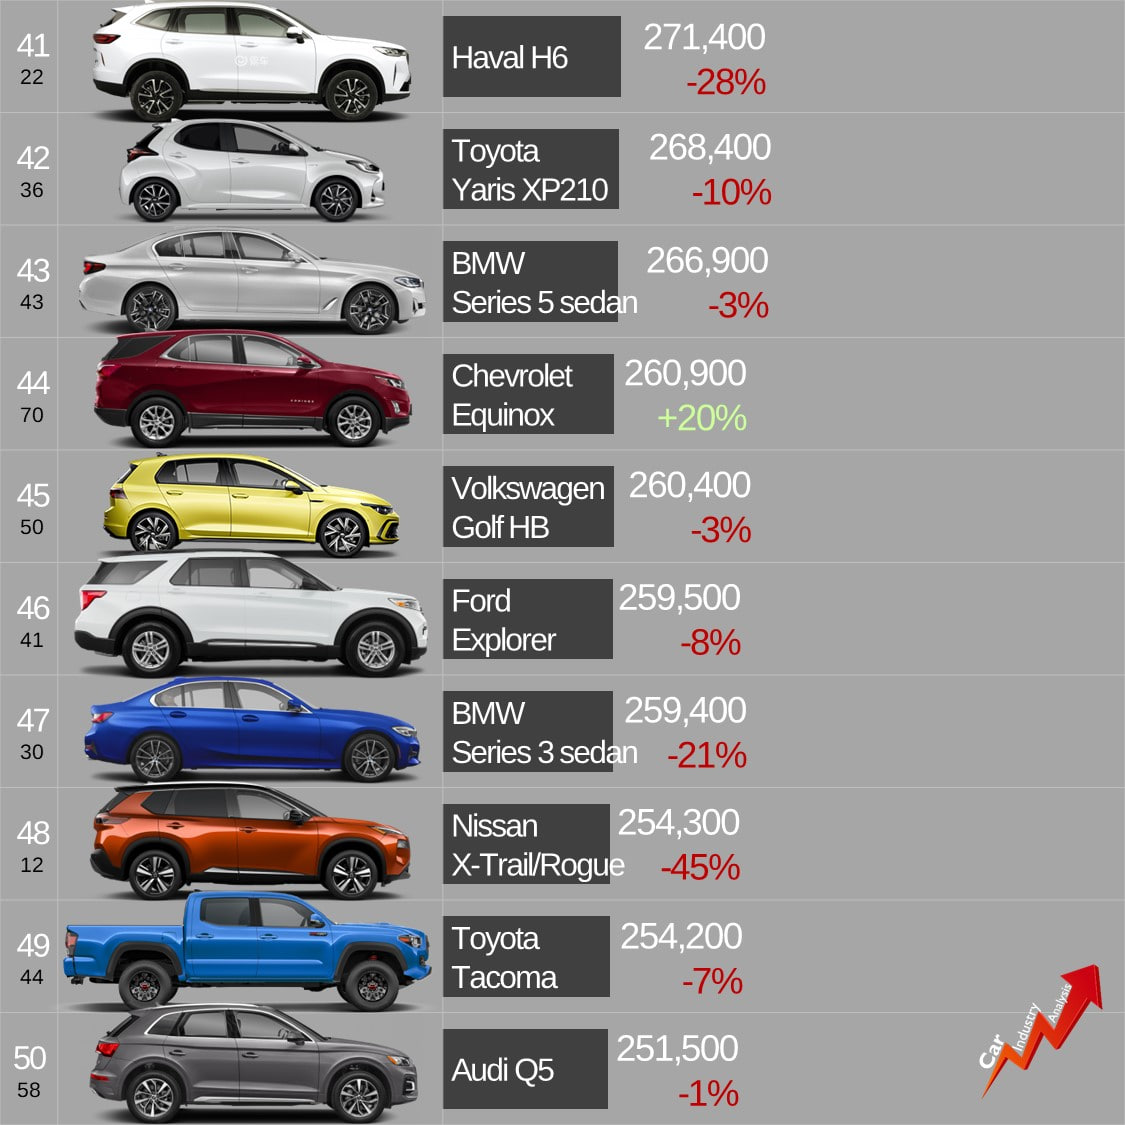 41
22
Haval H6
271,400
-28%
42
36
Toyota
Yaris XP210
268,400
-10%
43
43
BMW
Series 5 sedan
266,900
-3%
44
70
Chevrolet
Equinox
260,900
+20%
45
50
Volkswagen
Golf HB
260,400
-3%
46
41
Ford
Explorer
259,500
-8%
47
30
BMW
Series 3 sedan
259,400
-21%
48
12
Nissan
X-Trail/Rogue
254,300
-45%
49
44
Toyota
Tacoma
254,200
-7%
50
58
Audi Q5
251,500
-1%
Car
Industry
Analysis